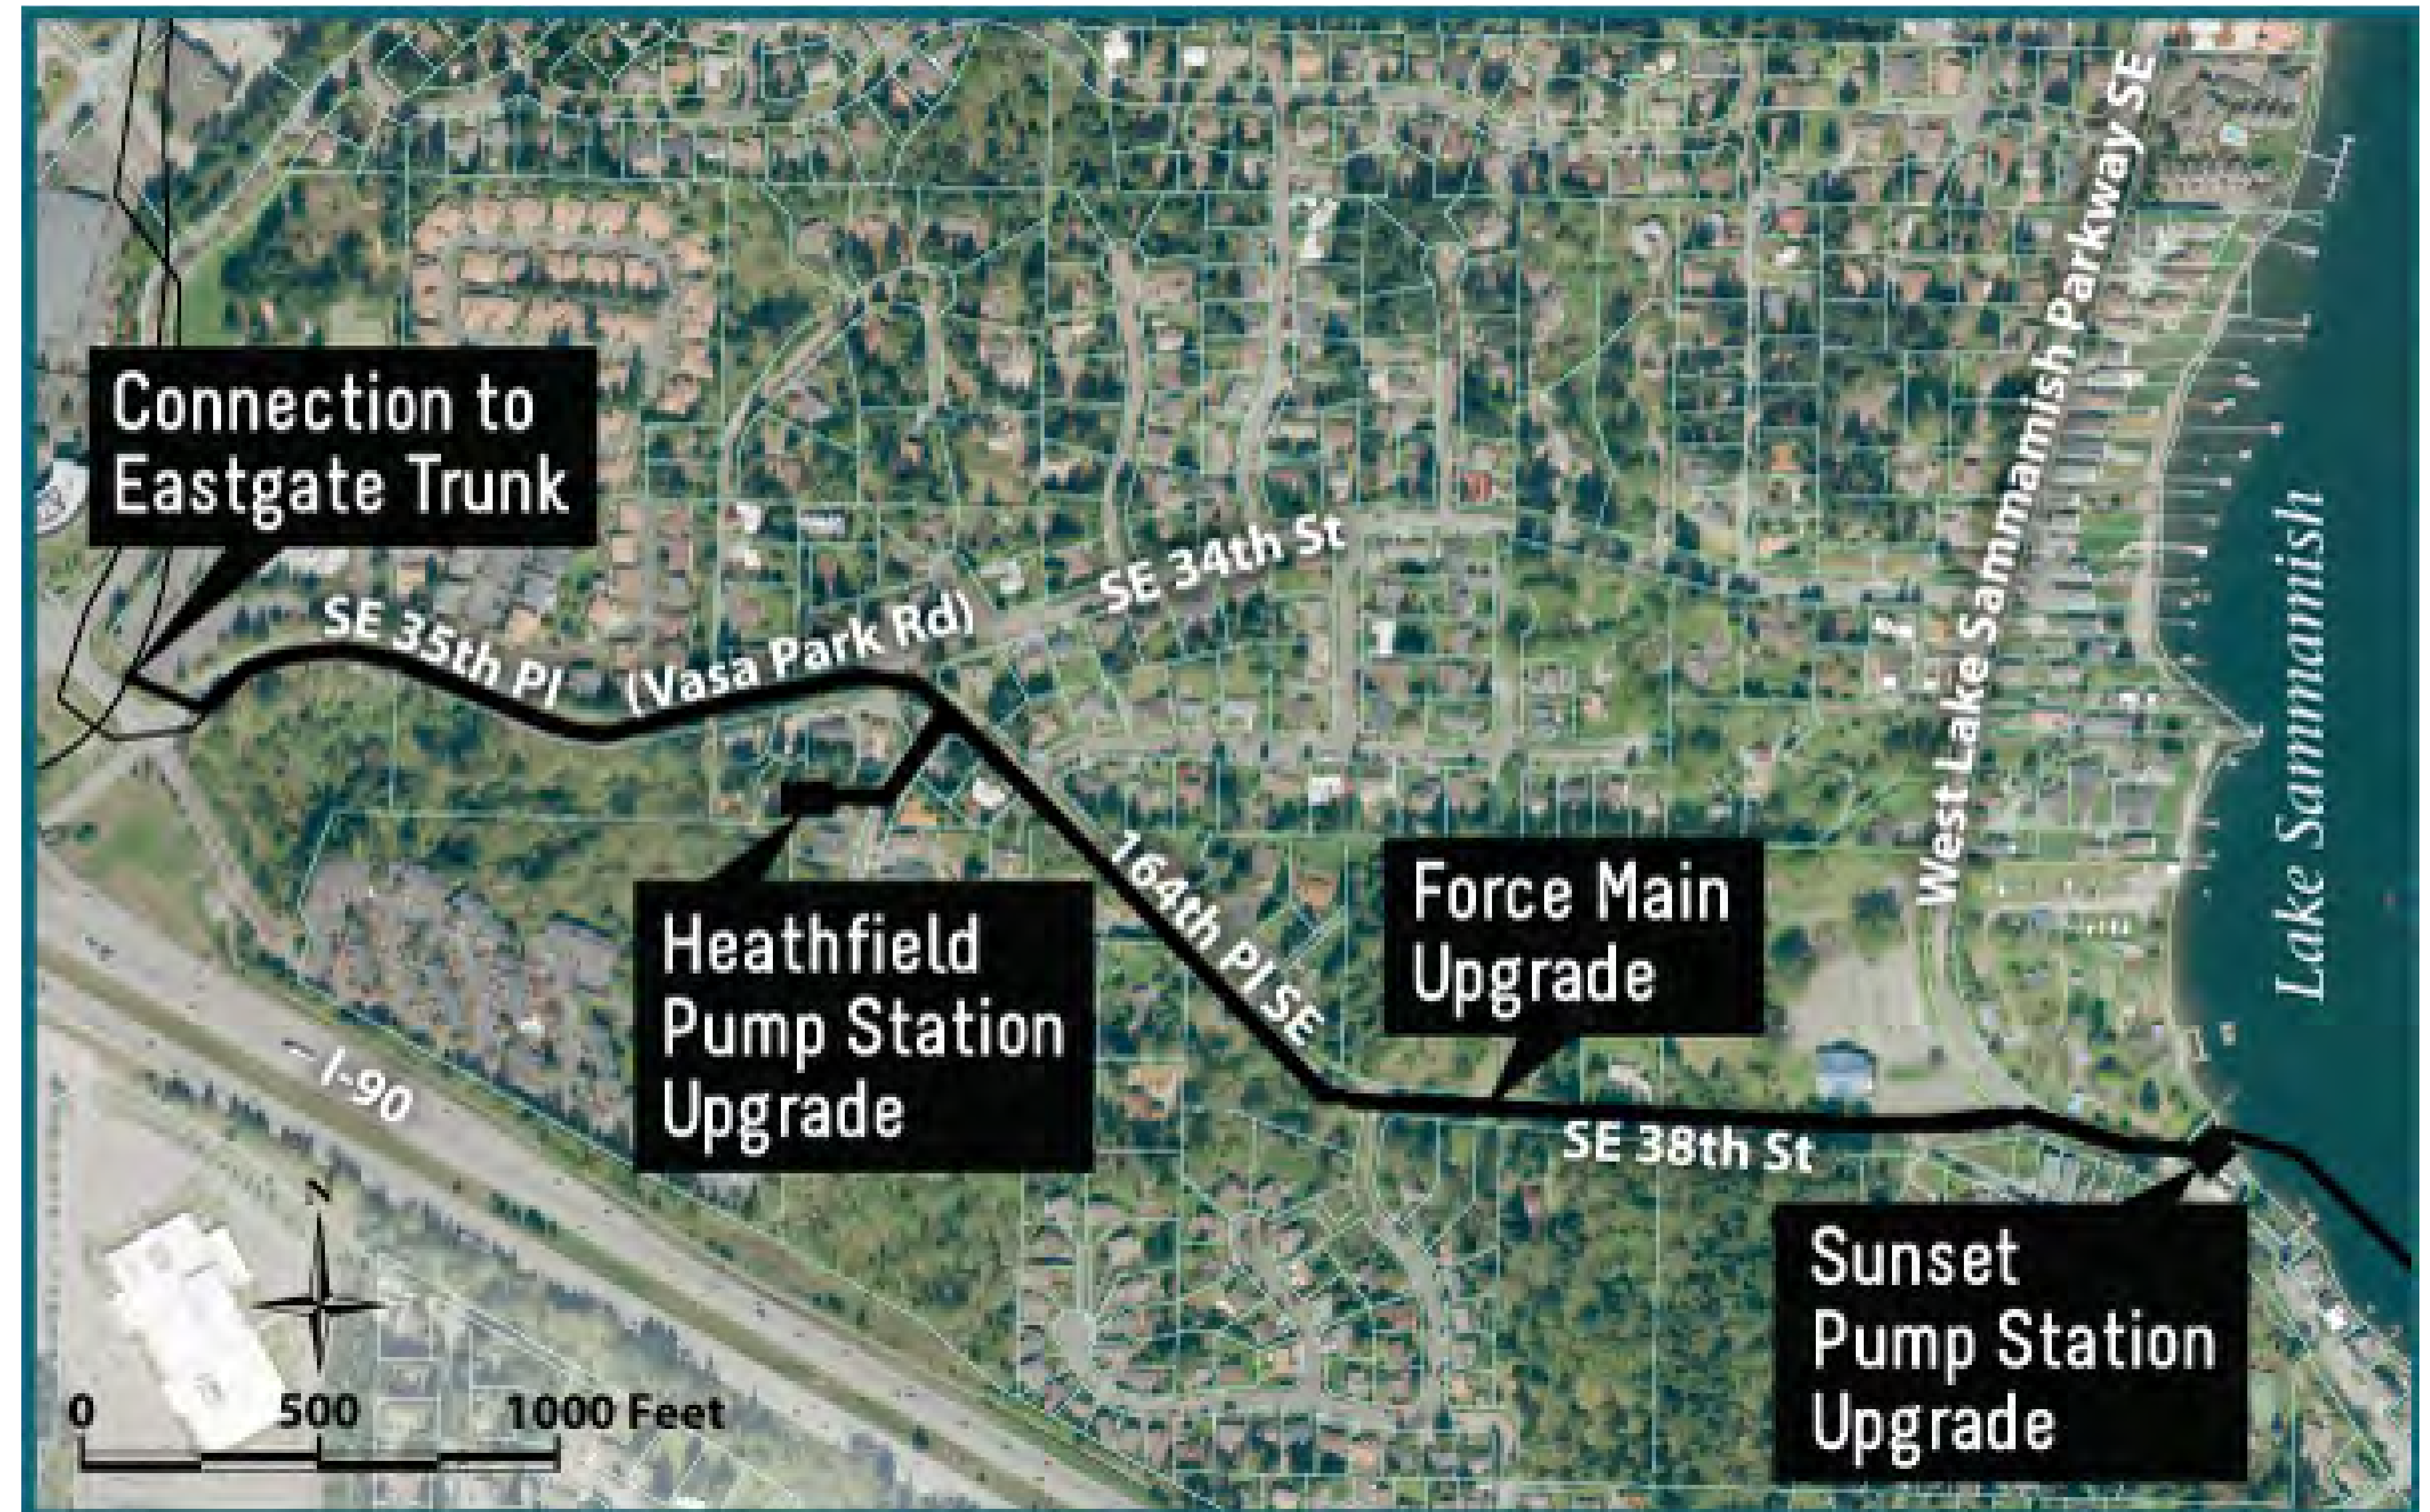 West Lake Sammamish Parkway SE
Connection to
Eastgate Trunk
Lake Sammamish
SE 34th St
SE 35th Pl
(Vasa Park Rd)
164th Pl SE
Force Main
Upgrade
Heathfield
Pump Station
Upgrade
I-90
SE 38th St
N
Sunset
Pump Station
Upgrade
0
500
1000 Feet